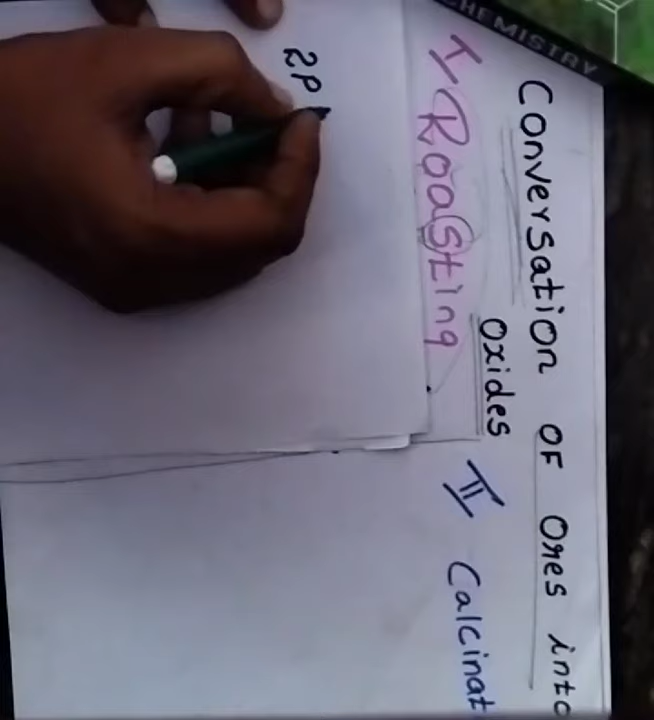 CHEMISTRY
Conversation OF Ores into
Oxides
I, Roasting
II Calcinat
2P